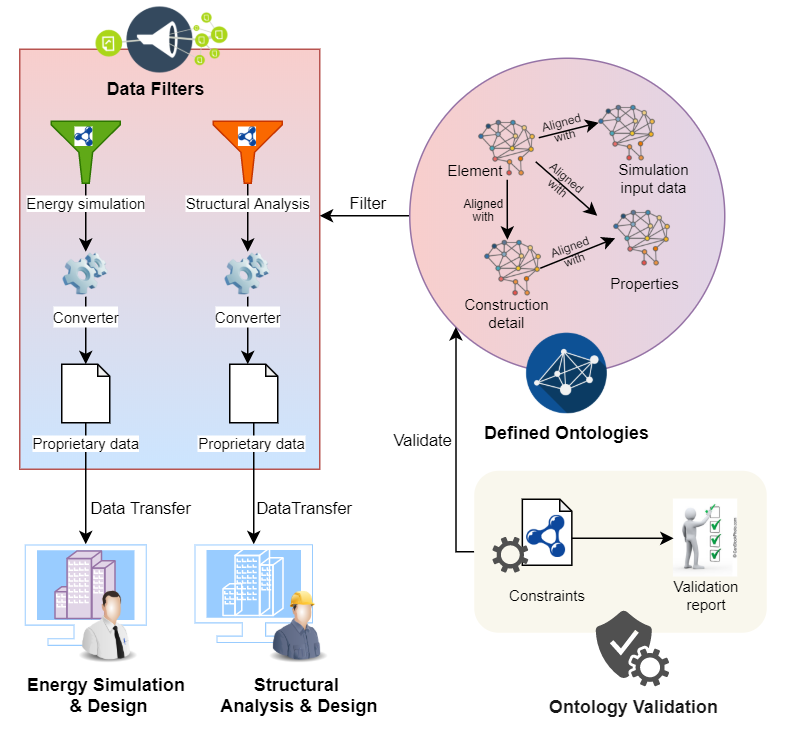 Data Filters
Energy simulation
Structural Analysis
Converter
Converter
Proprietary data
Proprietary data
Data Transfer
DataTransfer
Energy Simulation
& Design
Structural
Analysis & Design
Filter
Element
Aligned
with
Simulation
input data
Aligned
with
Aligned
with
Aligned
with
Properties
Construction
detail
Defined Ontologies
Validate
Constraints
Validation
report
© CanStockPhoto.com
Ontology Validation